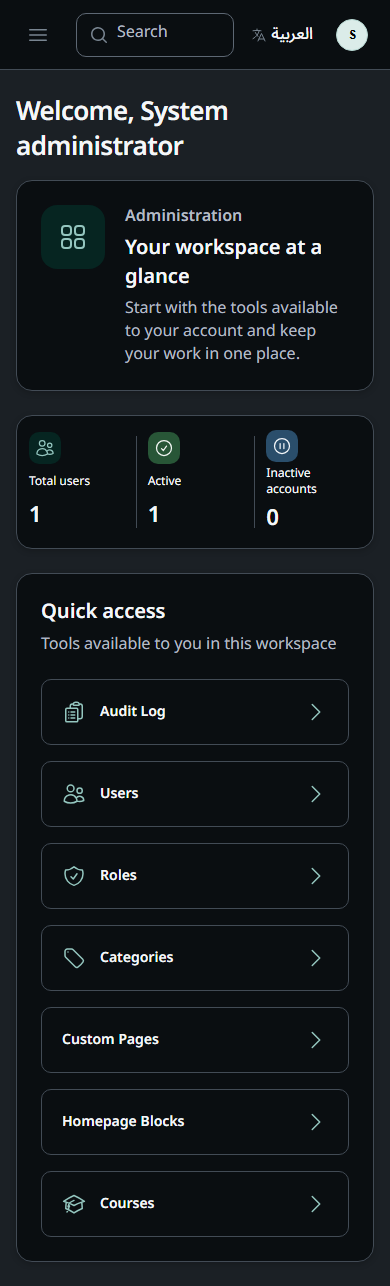 Search
العربية
S
Welcome, System
administrator
Administration
Your workspace at a
glance
Start with the tools available
to your account and keep
your work in one place.
Total users
1
Active
1
Inactive
accounts
0
Quick access
Tools available to you in this workspace
Audit Log
Users
Roles
Categories
Custom Pages
Homepage Blocks
Courses